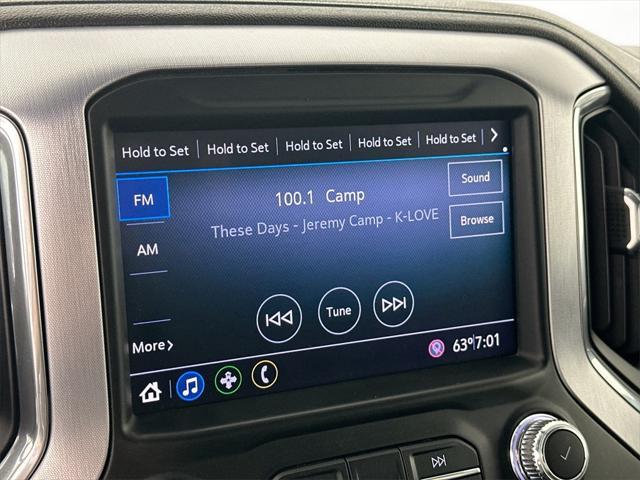 Hold to Set Hold to Set Hold to Set Hold to Set Hold to Set
FM
100.1 Camp
Sound
These Days - Jeremy Camp - K-LOVE
Browse
AM
Tune
More
63° 7:01